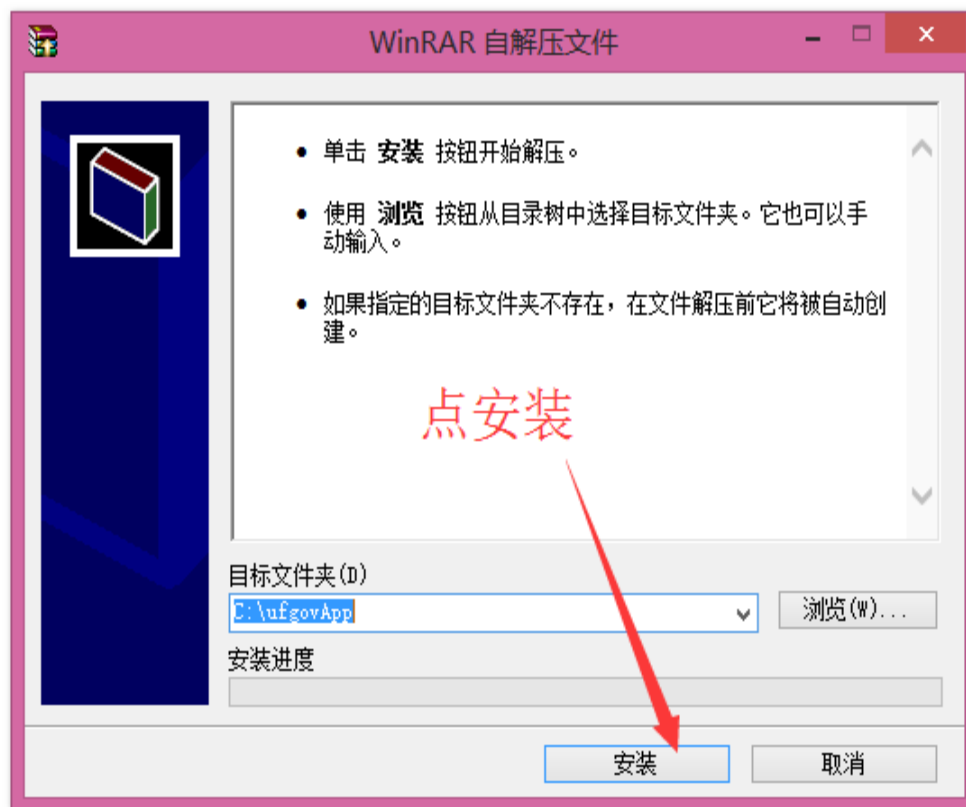 WinRAR 自解压文件
• 单击 安装 按钮开始解压。
• 使用 浏览 按钮从目录树中选择目标文件夹。它也可以手
动输入。
• 如果指定的目标文件夹不存在，在文件解压前它将被自动创
建。
点安装
目标文件夹(D)
C:\ufgovApp
浏览(W)...
安装进度
安装
取消